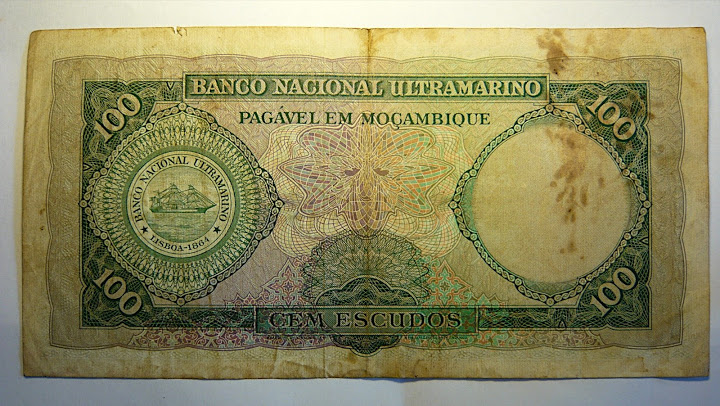 BANCO NACIONAL ULTRAMARINO
PAGÁVEL EM MOÇAMBIQUE
100
100
BANCO NACIONAL ULTRAMARINO
LISBOA-1864
100
100
CEM ESCUDOS